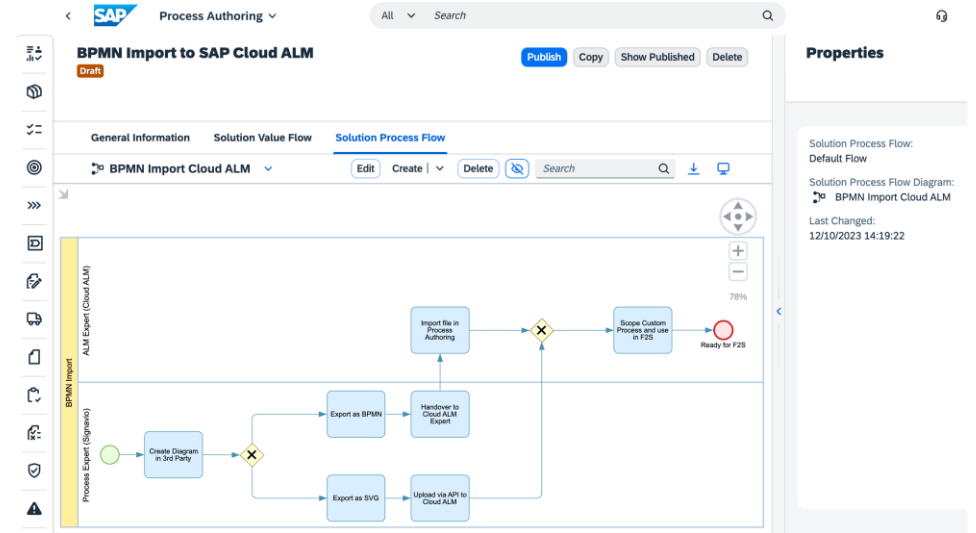 SAP
Process Authoring
All
Search
BPMN Import to SAP Cloud ALM
Draft
Publish
Copy
Show Published
Delete
General Information
Solution Value Flow
Solution Process Flow
BPMN Import Cloud ALM
Edit
Create
Delete
Search
78%
BPMN Import
ALM Expert (Cloud ALM)
Import file in
Process
Authoring
Scope Custom
Process and use
in F2S
Ready for F2S
Process Expert (Signavio)
Create Diagram
in 3rd Party
Export as BPMN
Handover to
Cloud ALM
Expert
Export as SVG
Upload via API to
Cloud ALM
Properties
Solution Process Flow:
Default Flow
Solution Process Flow Diagram:
BPMN Import Cloud ALM
Last Changed:
12/10/2023 14:19:22